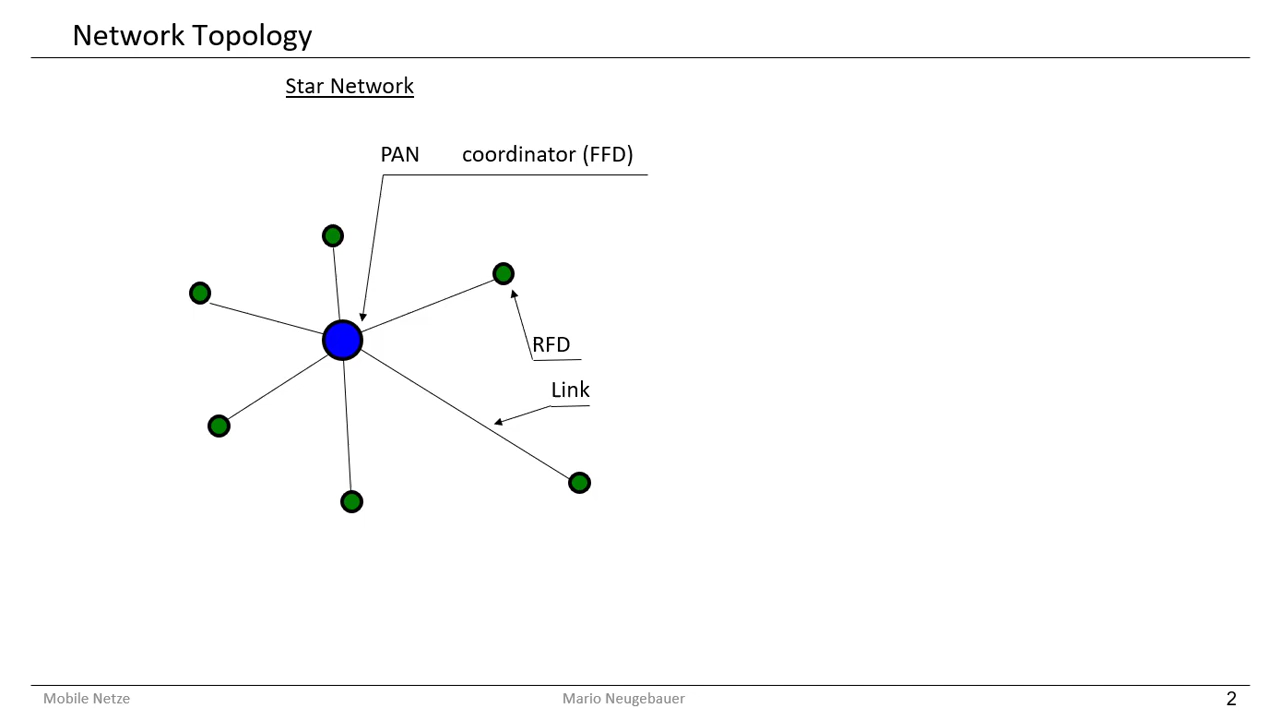 Network Topology
Star Network
PAN coordinator (FFD)
RFD
Link
Mobile Netze
Mario Neugebauer
2